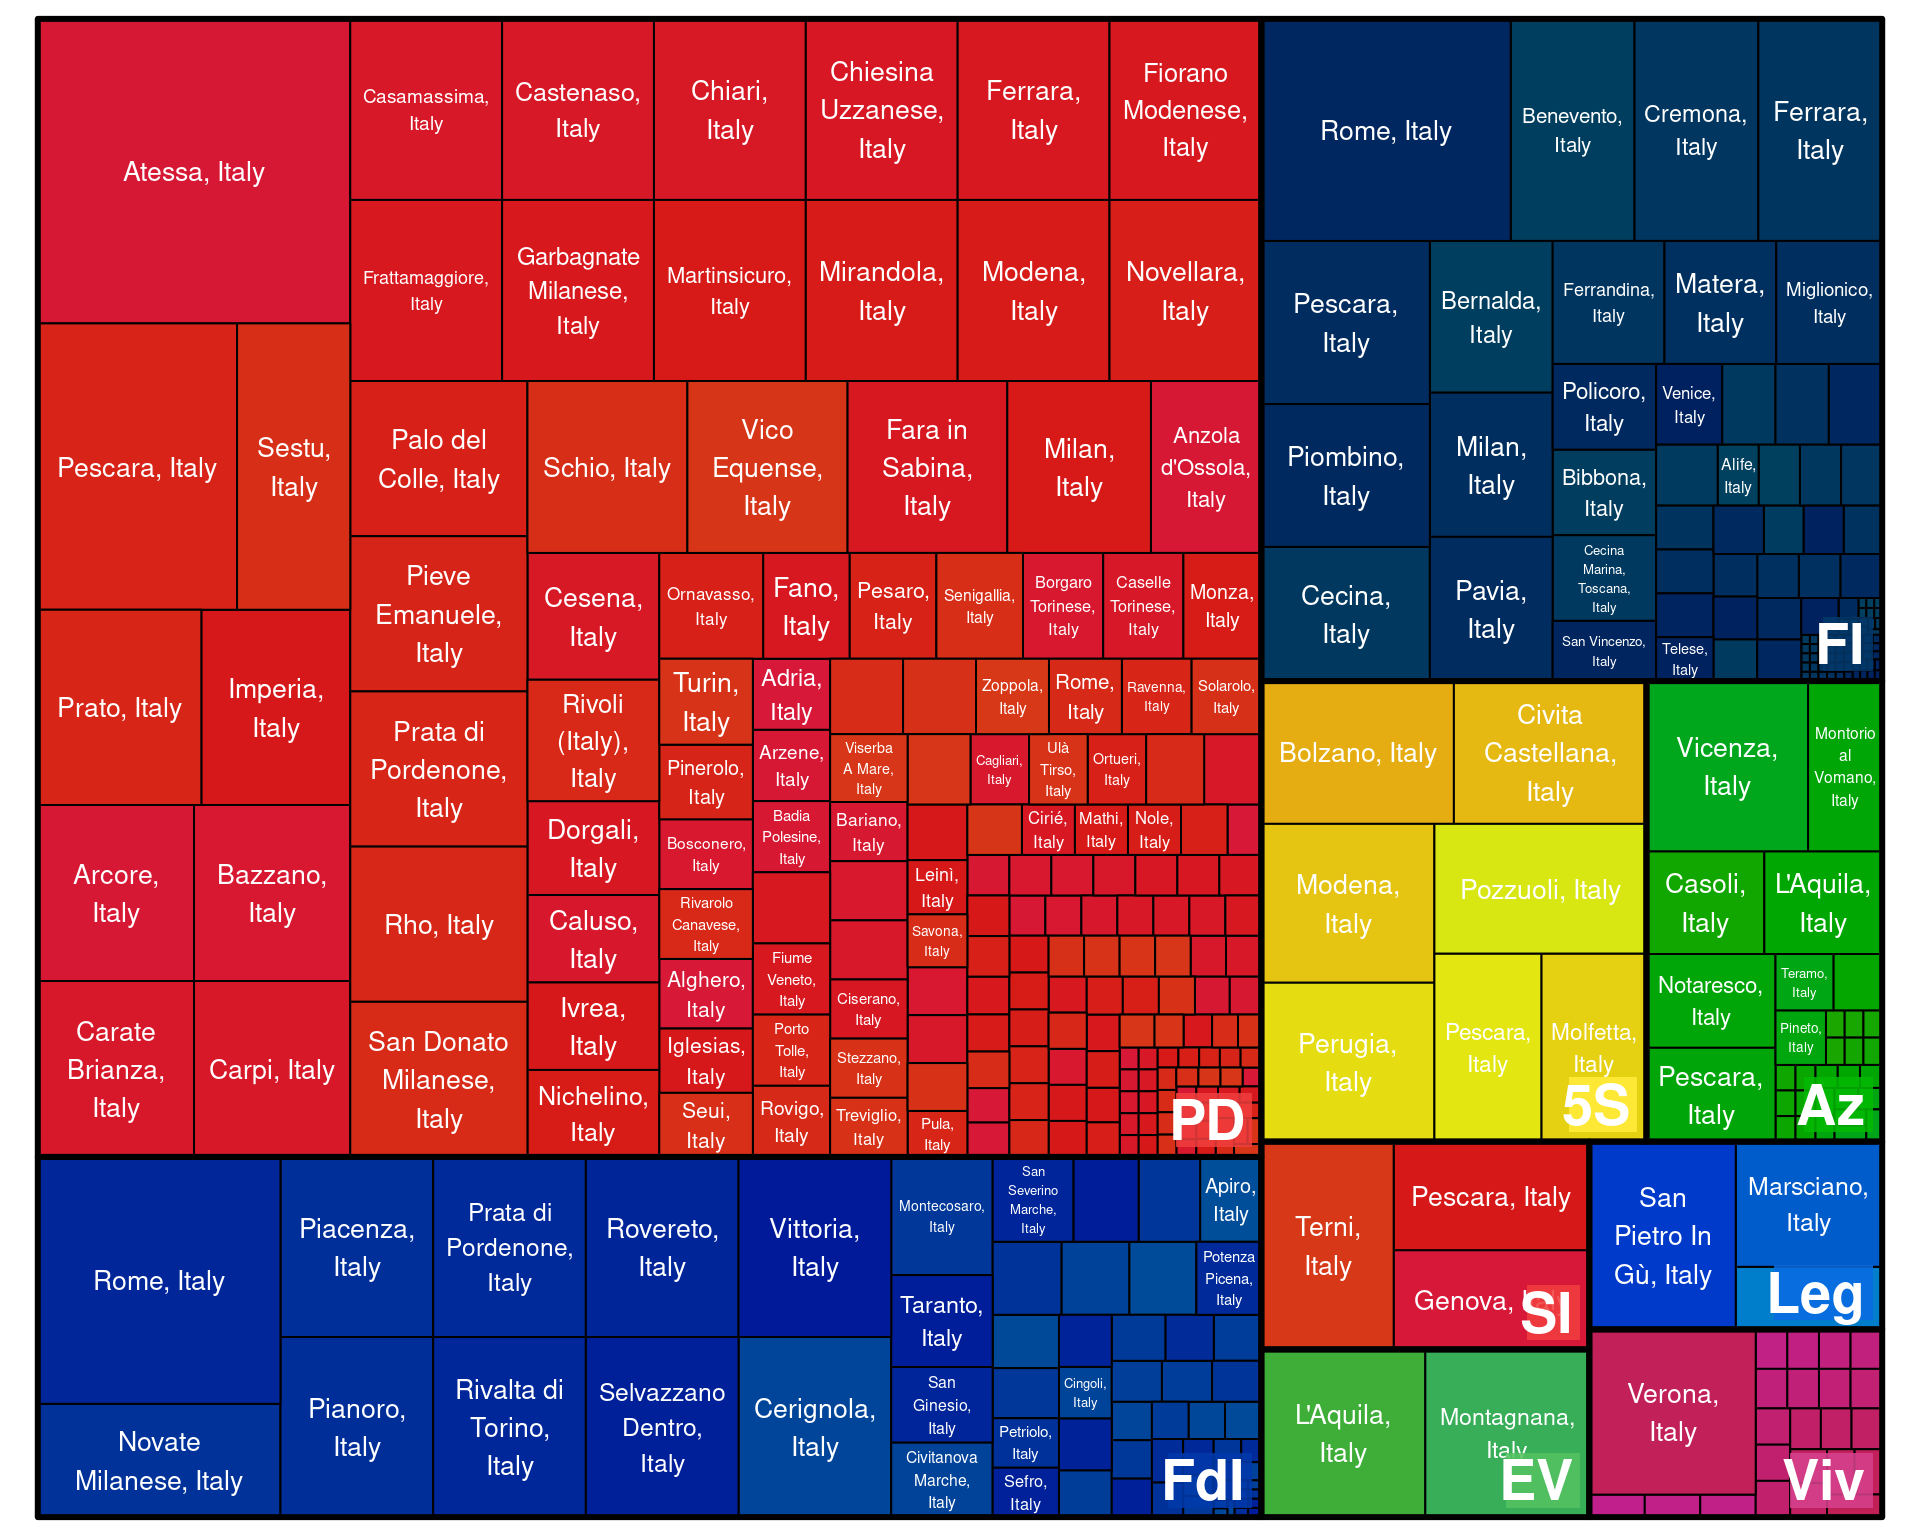 Atessa, Italy
Casamassima,
Italy
Castenaso,
Italy
Chiari,
Italy
Chiesina
Uzzanese,
Italy
Ferrara,
Italy
Fiorano
Modenese,
Italy
Frattamaggiore,
Italy
Garbagnate
Milanese,
Italy
Martinsicuro,
Italy
Mirandola,
Italy
Modena,
Italy
Novellara,
Italy
Pescara, Italy
Sestu,
Italy
Palo del
Colle, Italy
Schio, Italy
Vico
Equense,
Italy
Fara in
Sabina,
Italy
Milan,
Italy
Anzola
d'Ossola,
Italy
Pieve
Emanuele,
Italy
Cesena,
Italy
Ornavasso,
Italy
Fano,
Italy
Pesaro,
Italy
Senigallia,
Italy
Borgaro
Torinese,
Italy
Caselle
Torinese,
Italy
Monza,
Italy
Prato, Italy
Imperia,
Italy
Prata di
Pordenone,
Italy
Rivoli
(Italy),
Italy
Turin,
Italy
Adria,
Italy
Zoppola,
Italy
Rome,
Italy
Ravenna,
Italy
Solarolo,
Italy
Pinerolo,
Italy
Arzene,
Italy
Viserba
A Mare,
Italy
Cagliari,
Italy
Ulà
Tirso,
Italy
Ortueri,
Italy
Dorgali,
Italy
Bosconero,
Italy
Badia
Polesine,
Italy
Bariano,
Italy
Cirié,
Italy
Mathi,
Italy
Nole,
Italy
Arcore,
Italy
Bazzano,
Italy
Rho, Italy
Caluso,
Italy
Rivarolo
Canavese,
Italy
Leinì,
Italy
Savona,
Italy
Carate
Brianza,
Italy
Carpi, Italy
San Donato
Milanese,
Italy
Ivrea,
Italy
Alghero,
Italy
Fiume
Veneto,
Italy
Ciserano,
Italy
Nichelino,
Italy
Iglesias,
Italy
Porto
Tolle,
Italy
Stezzano,
Italy
Seui,
Italy
Rovigo,
Italy
Treviglio,
Italy
Pula,
Italy
PD
Rome, Italy
Benevento,
Italy
Cremona,
Italy
Ferrara,
Italy
Pescara,
Italy
Bernalda,
Italy
Ferrandina,
Italy
Matera,
Italy
Miglionico,
Italy
Piombino,
Italy
Milan,
Italy
Policoro,
Italy
Venice,
Italy
Bibbona,
Italy
Alife,
Italy
Cecina,
Italy
Pavia,
Italy
Cecina
Marina,
Toscana,
Italy
San Vincenzo,
Italy
Telese,
Italy
FI
Bolzano, Italy
Civita
Castellana,
Italy
Modena,
Italy
Pozzuoli, Italy
Perugia,
Italy
Pescara,
Italy
Molfetta,
Italy
5S
Vicenza,
Italy
Montorio
al
Vomano,
Italy
Casoli,
Italy
L'Aquila,
Italy
Notaresco,
Italy
Teramo,
Italy
Pineto,
Italy
Pescara,
Italy
Az
Rome, Italy
Piacenza,
Italy
Prata di
Pordenone,
Italy
Rovereto,
Italy
Vittoria,
Italy
Montecosaro,
Italy
San
Severino
Marche,
Italy
Apiro,
Italy
Potenza
Picena,
Italy
Taranto,
Italy
Novate
Milanese, Italy
Pianoro,
Italy
Rivalta di
Torino,
Italy
Selvazzano
Dentro,
Italy
Cerignola,
Italy
San
Ginesio,
Italy
Cingoli,
Italy
Civitanova
Marche,
Italy
Petriolo,
Italy
Sefro,
Italy
FdI
Terni,
Italy
Pescara, Italy
Genova,
SI
San
Pietro In
Gù, Italy
Marsciano,
Italy
Leg
L'Aquila,
Italy
Montagnana,
Italy
EV
Verona,
Italy
Viv